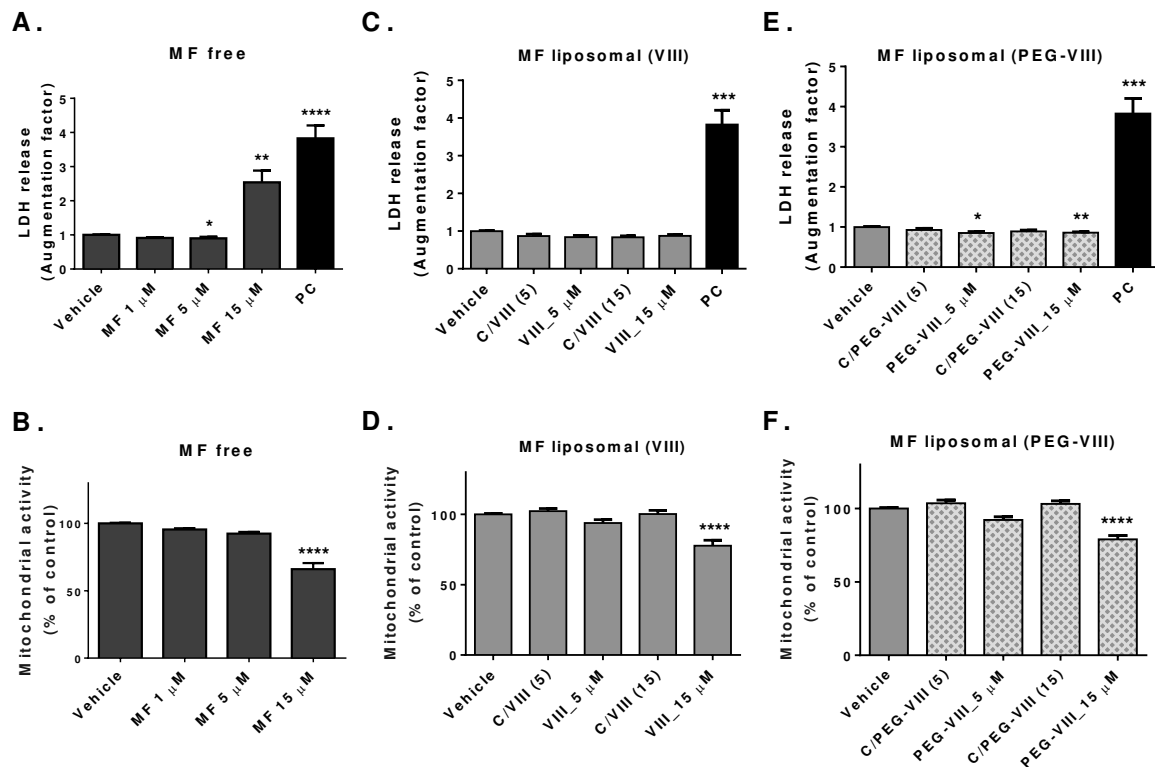 A.
MF free
LDH release
(Augmentation factor)
5
4
3
2
1
0
*
**
****
Vehicle
MF 1 μM
MF 5 μM
MF 15 μM
PC
C.
MF liposomal (VIII)
LDH release
(Augmentation factor)
5
4
3
2
1
0
***
Vehicle
C/VIII (5)
VIII_5 μM
C/VIII (15)
VIII_15 μM
PC
E.
MF liposomal (PEG-VIII)
LDH release
(Augmentation factor)
5
4
3
2
1
0
*
**
***
Vehicle
C/PEG-VIII (5)
PEG-VIII_5 μM
C/PEG-VIII (15)
PEG-VIII_15 μM
PC
B.
MF free
Mitochondrial activity
(% of control)
100
50
0
****
Vehicle
MF 1 μM
MF 5 μM
MF 15 μM
D.
MF liposomal (VIII)
Mitochondrial activity
(% of control)
100
50
0
****
Vehicle
C/VIII (5)
VIII_5 μM
C/VIII (15)
VIII_15 μM
F.
MF liposomal (PEG-VIII)
Mitochondrial activity
(% of control)
100
50
0
****
Vehicle
C/PEG-VIII (5)
PEG-VIII_5 μM
C/PEG-VIII (15)
PEG-VIII_15 μM